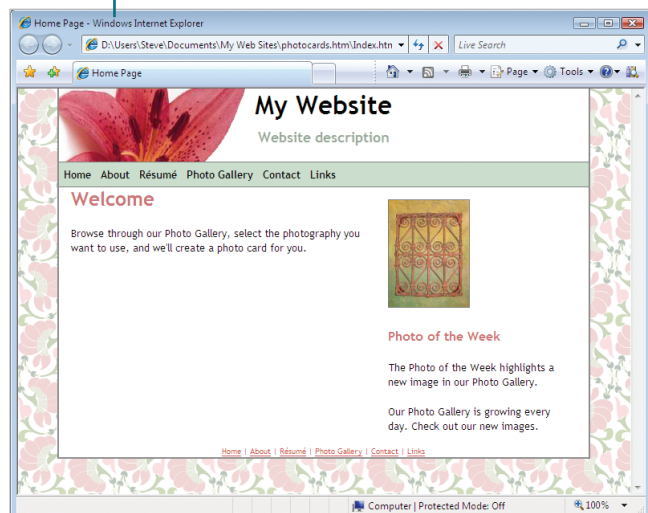 Home Page - Windows Internet Explorer
D:\Users\Steve\Documents\My Web Sites\photocards.htm\Index.htn
Live Search
Home Page
Page
Tools
My Website
Website description
Home About Résumé Photo Gallery Contact Links
Welcome
Browse through our Photo Gallery, select the photography you
want to use, and we'll create a photo card for you.
Photo of the Week
The Photo of the Week highlights a
new image in our Photo Gallery.
Our Photo Gallery is growing every
day. Check out our new images.
Home | About | Résumé | Photo Gallery | Contact | Links
Computer | Protected Mode: Off
100%